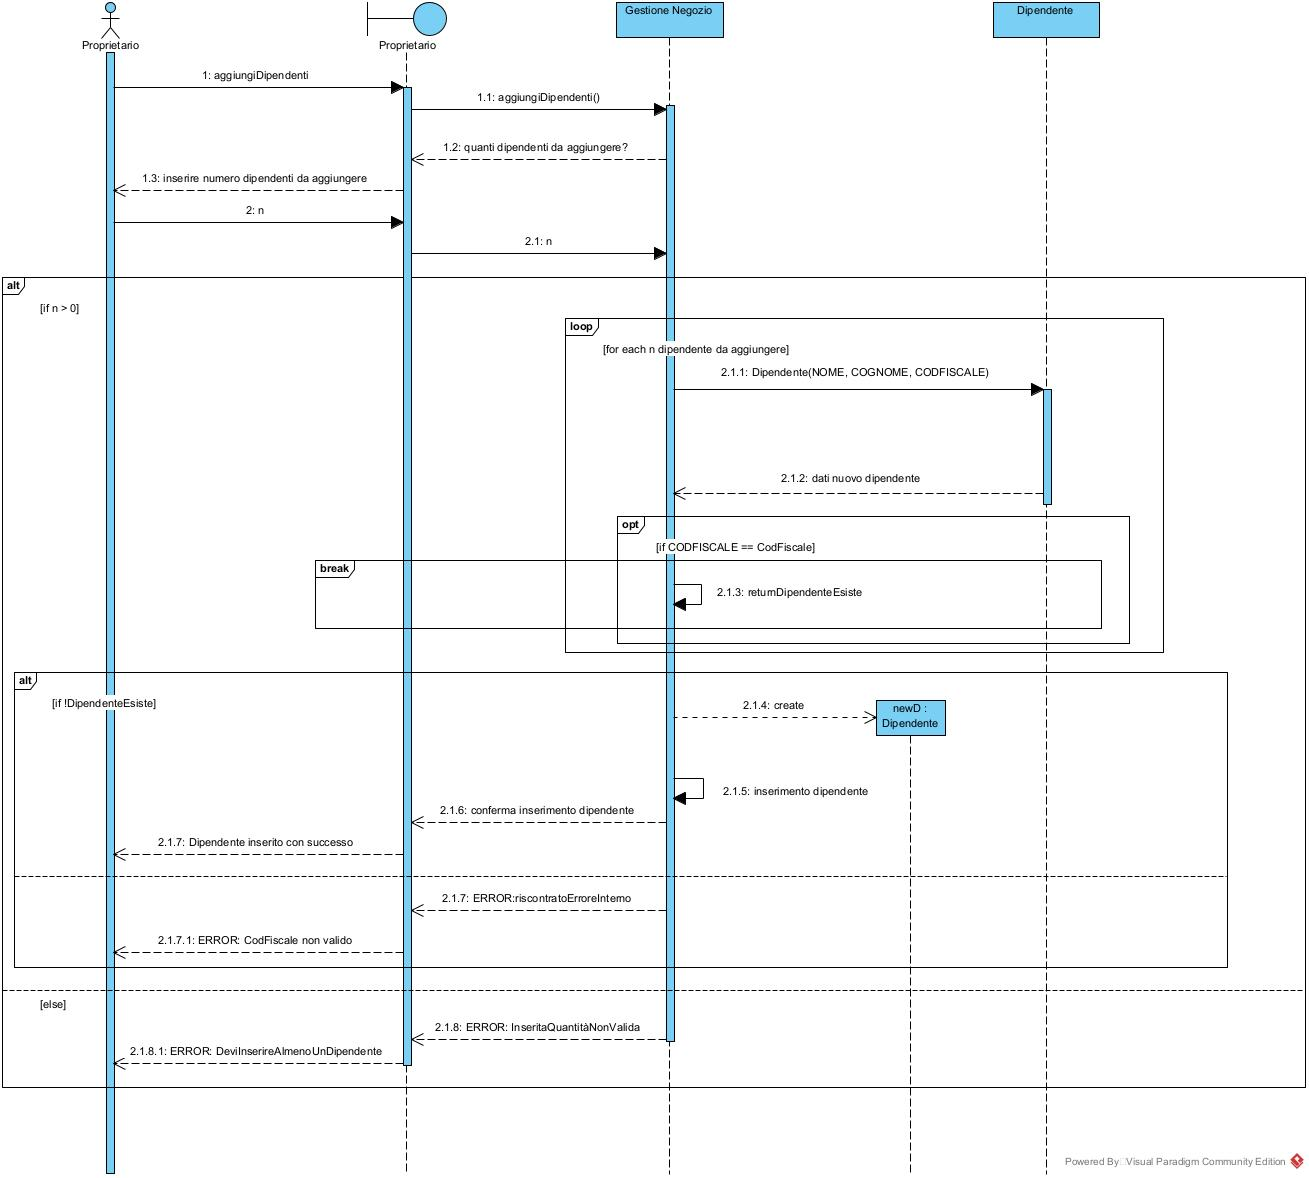 Proprietario
Proprietario
Gestione Negozio
Dipendente
1: aggiungiDipendenti
1.1: aggiungiDipendenti()
1.2: quanti dipendenti da aggiungere?
1.3: inserire numero dipendenti da aggiungere
2: n
2.1: n
alt
[if n > 0]
loop
[for each n dipendente da aggiungere]
2.1.1: Dipendente(NOME, COGNOME, CODFISCALE)
2.1.2: dati nuovo dipendente
opt
[if CODFISCALE == CodFiscale]
break
2.1.3: returnDipendenteEsiste
alt
[if !DipendenteEsiste]
2.1.4: create
newD :
Dipendente
2.1.5: inserimento dipendente
2.1.6: conferma inserimento dipendente
2.1.7: Dipendente inserito con successo
2.1.7: ERROR:riscontratoErroreInterno
2.1.7.1: ERROR: CodFiscale non valido
[else]
2.1.8: ERROR: InseritaQuantitàNonValida
2.1.8.1: ERROR: DeviInserireAlmenoUnDipendente
Powered By Visual Paradigm Community Edition